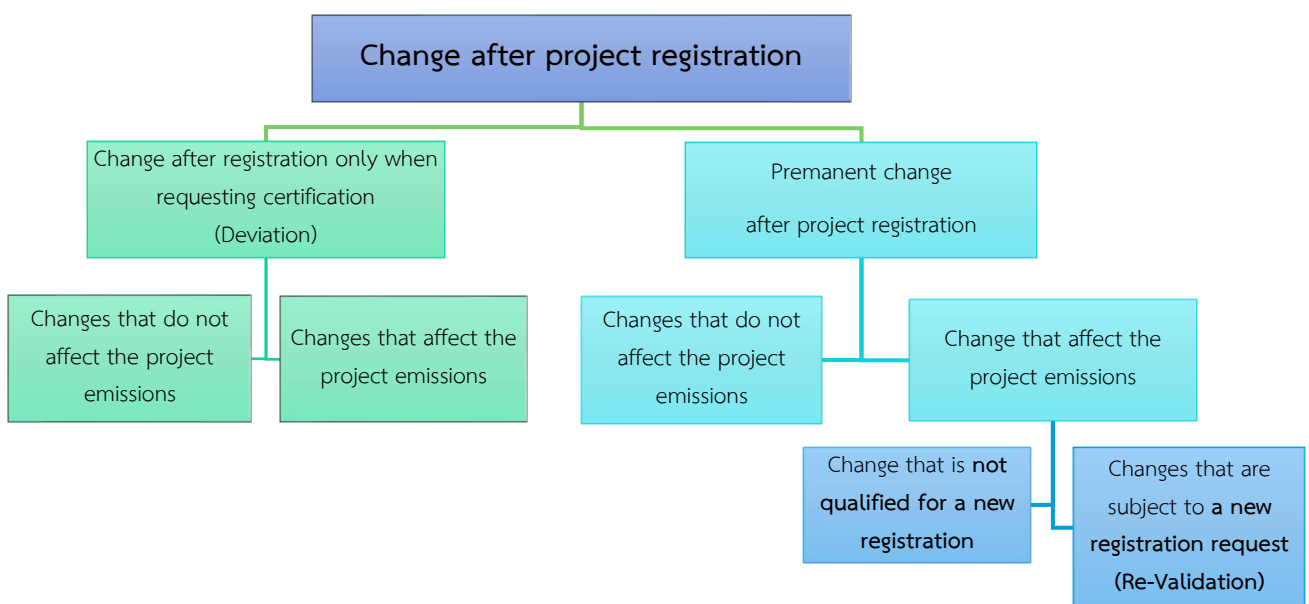 Change after project registration
Change after registration only when
requesting certification
(Deviation)
Premanent change
after project registration
Changes that do not
affect the project
emissions
Changes that affect the
project emissions
Changes that do not
affect the project
emissions
Change that affect the
project emissions
Change that is not
qualified for a new
registration
Changes that are
subject to a new
registration request
(Re-Validation)